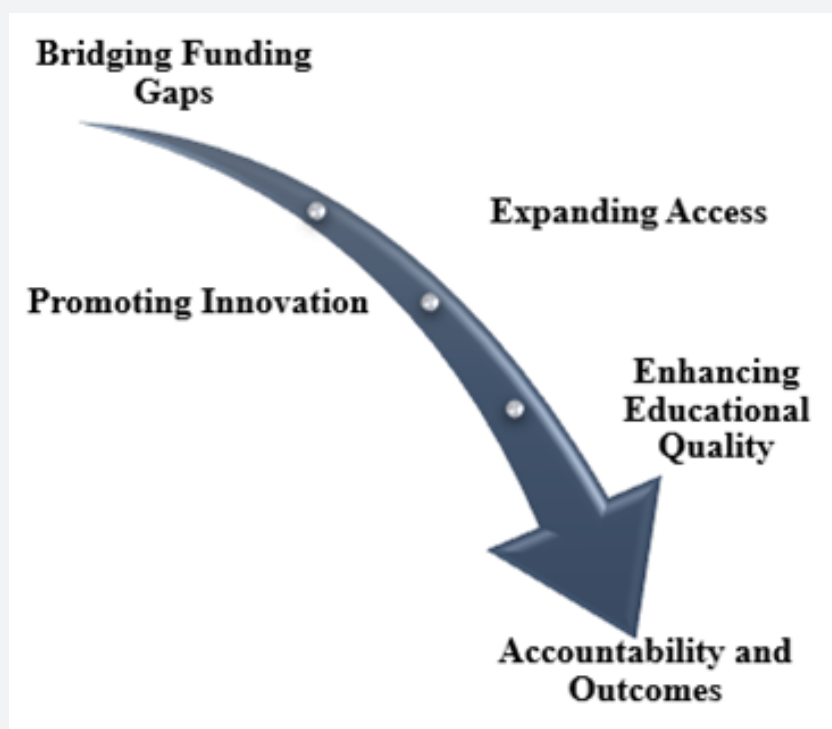 Bridging Funding
Gaps
Expanding Access
Promoting Innovation
Enhancing
Educational
Quality
Accountability and
Outcomes